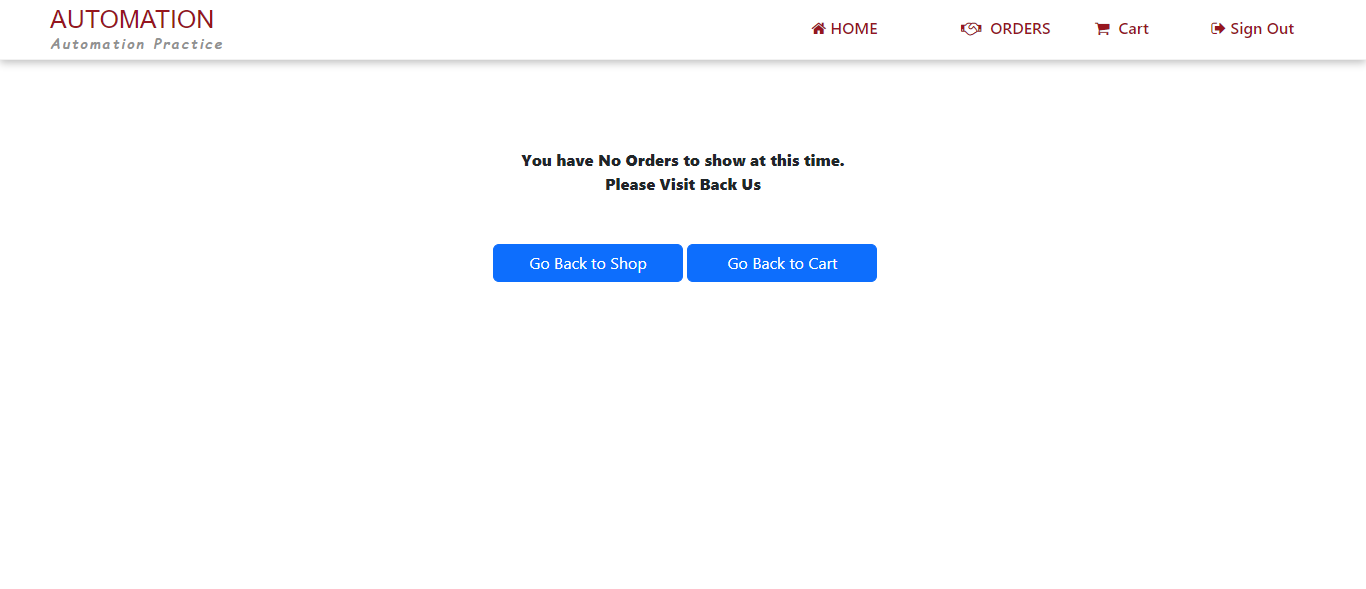 AUTOMATION
Automation Practice
HOME
ORDERS
Cart
Sign Out
You have No Orders to show at this time.
Please Visit Back Us
Go Back to Shop
Go Back to Cart